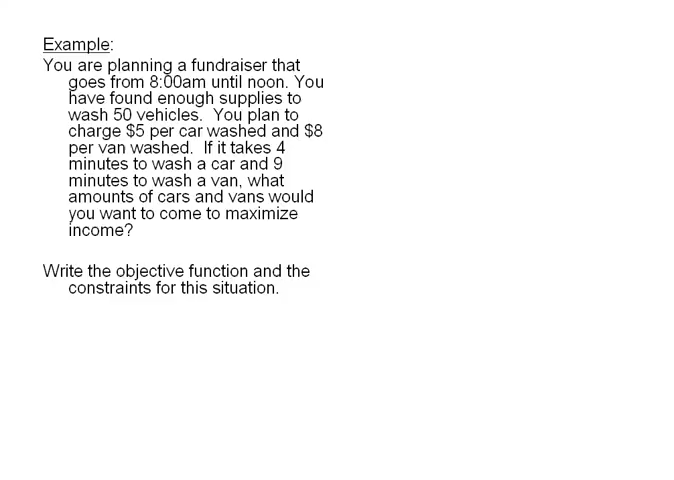 Example:
You are planning a fundraiser that
goes from 8:00am until noon. You
have found enough supplies to
wash 50 vehicles.  You plan to
charge $5 per car washed and $8
per van washed.  If it takes 4
minutes to wash a car and 9
minutes to wash a van, what
amounts of cars and vans would
you want to come to maximize
income?
Write the objective function and the
constraints for this situation.